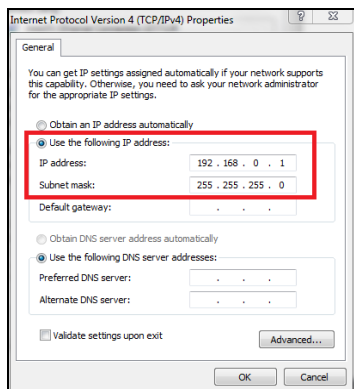 Internet Protocol Version 4 (TCP/IPv4) Properties
General
You can get IP settings assigned automatically if your network supports
this capability. Otherwise, you need to ask your network administrator
for the appropriate IP settings.
Obtain an IP address automatically
Use the following IP address:
IP address: 192 . 168 . 0 . 1
Subnet mask: 255 . 255 . 255 . 0
Default gateway: . . .
Obtain DNS server address automatically
Use the following DNS server addresses:
Preferred DNS server: . . .
Alternate DNS server: . . .
Validate settings upon exit
Advanced...
OK Cancel